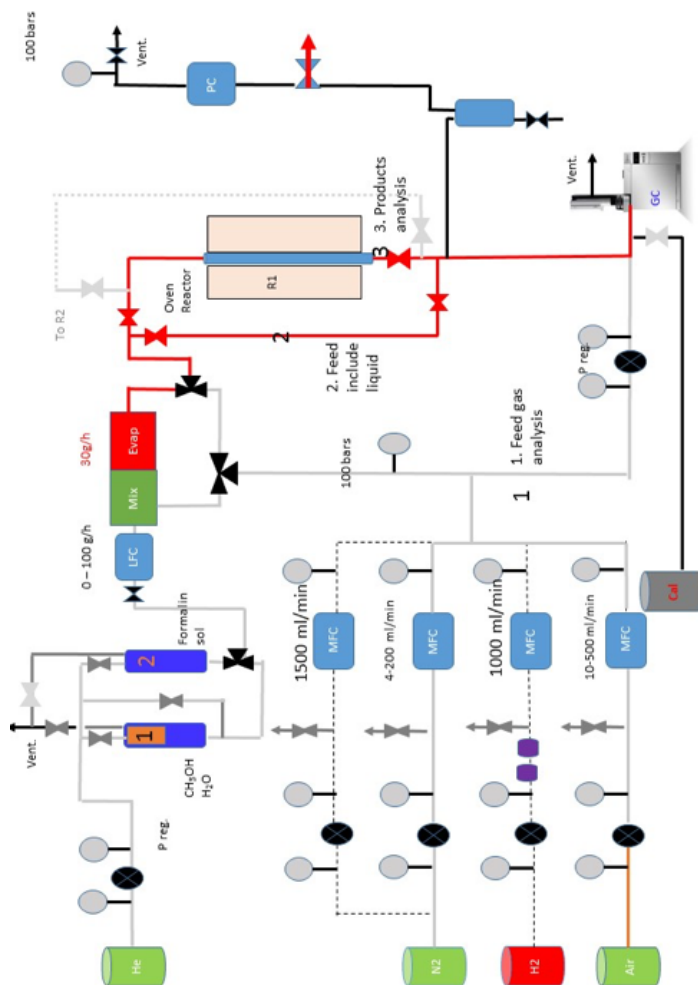 100 bars
Vent.
PC
Vent.
GC
3. Products
analysis
3
R1
Oven
Reactor
To R2
2
2. Feed
include
liquid
P reg.
30g/h
Evap
Mix
0 – 100 g/h
LFC
100 bars
1. Feed gas
analysis
1
Cal
Formalin
sol
2
1
CH3OH
H2O
Vent.
P reg.
He
1500 ml/min
MFC
4-200 ml/min
MFC
1000 ml/min
MFC
10-500 ml/min
MFC
N2
H2
Air